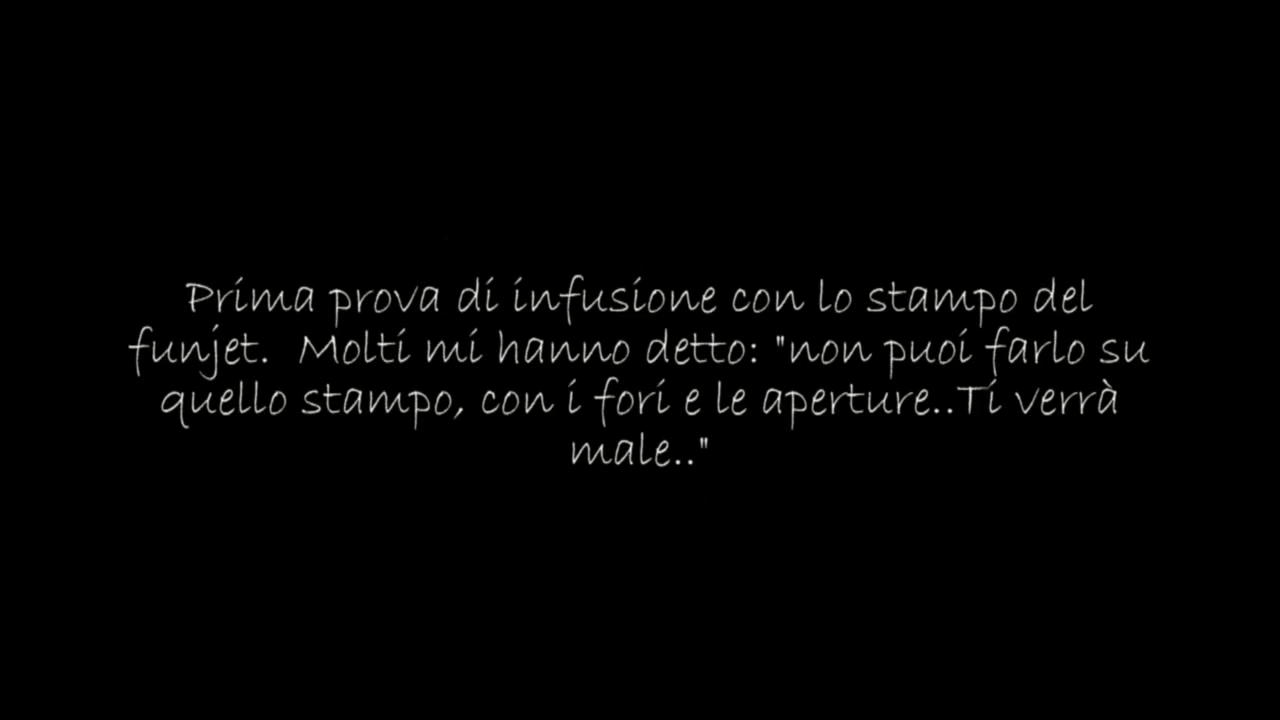 Prima prova di infusione con lo stampo del
funjet.  Molti mi hanno detto: "non puoi farlo su
quello stampo, con i fori e le aperture..Ti verrà
male.."